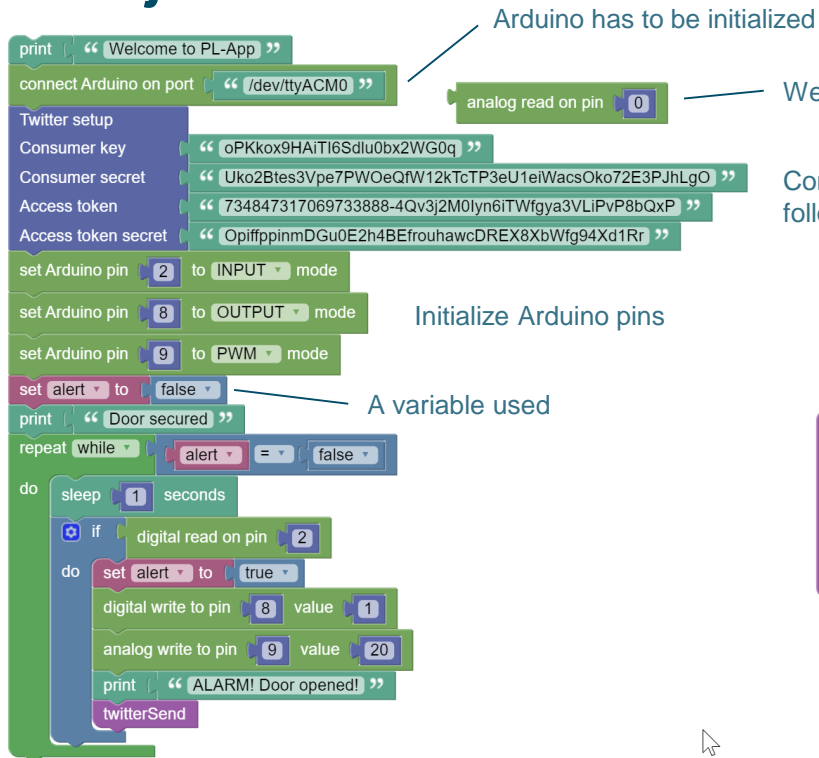 Arduino has to be initialized
print “ Welcome to PL-App ”
connect Arduino on port “ /dev/ttyACM0 ”
analog read on pin 0
We
Twitter setup
Consumer key “ oPKkox9HAiTI6Sdlu0bx2WG0q ”
Consumer secret “ Uko2Btes3Vpe7PWOeQfW12kTcTP3eU1eiWacsOko72E3PJhLgO ”
Access token “ 734847317069733888-4Qv3j2M0Iyn6iTWfgya3VLiPvP8bQxP ”
Access token secret “ OpiffppinmDGu0E2h4BEfrouhawcDREX8XbWfg94Xd1Rr ”
Con
follo
set Arduino pin 2 to INPUT mode
set Arduino pin 8 to OUTPUT mode
Initialize Arduino pins
set Arduino pin 9 to PWM mode
set alert to false
A variable used
print “ Door secured ”
repeat while alert = false
do sleep 1 seconds
if digital read on pin 2
do set alert to true
digital write to pin 8 value 1
analog write to pin 9 value 20
print “ ALARM! Door opened! ”
twitterSend